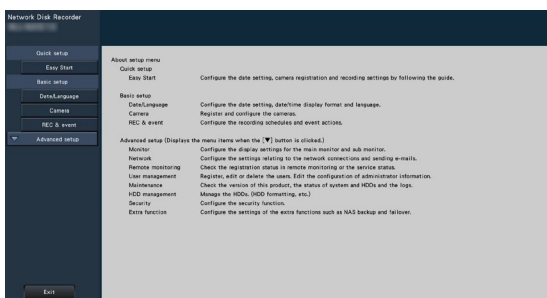 Network Disk Recorder
Quick setup
Easy Start
Basic setup
Date/Language
Camera
REC & event
Advanced setup
Exit
About setup menu
Quick setup
Easy Start Configure the date setting, camera registration and recording settings by following the guide.
Basic setup
Date/Language Configure the date setting, date/time display format and language.
Camera Register and configure the cameras.
REC & event Configure the recording schedules and event actions.
Advanced setup (Displays the menu items when the [▼] button is clicked.)
Monitor Configure the display settings for the main monitor and sub monitor.
Network Configure the settings relating to the network connections and sending e-mails.
Remote monitoring Check the registration status in remote monitoring or the service status.
User management Register, edit or delete the users. Edit the configuration of administrator information.
Maintenance Check the version of this product, the status of system and HDDs and the logs.
HDD management Manage the HDDs. (HDD formatting, etc.)
Security Configure the security function.
Extra function Configure the settings of the extra functions such as NAS backup and failover.